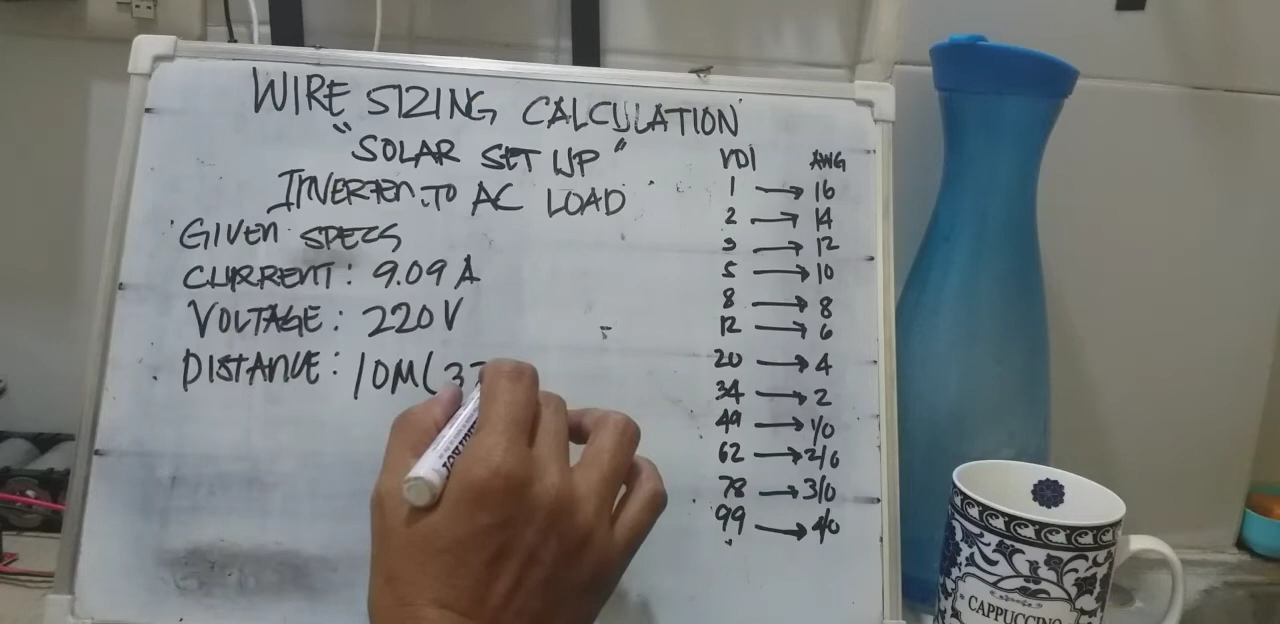 WIRE SIZING CALCULATION
"SOLAR SET UP"
INVERTER TO AC LOAD
GIVEN SPECS
CURRENT: 9.09 A
VOLTAGE: 220V
DISTANCE: 10M (3
VDI AWG
1 → 16
2 → 14
3 → 12
5 → 10
8 → 8
12 → 6
20 → 4
34 → 2
49 → 1/0
62 → 2/0
78 → 3/0
99 → 4/0
CAPPUCCINO